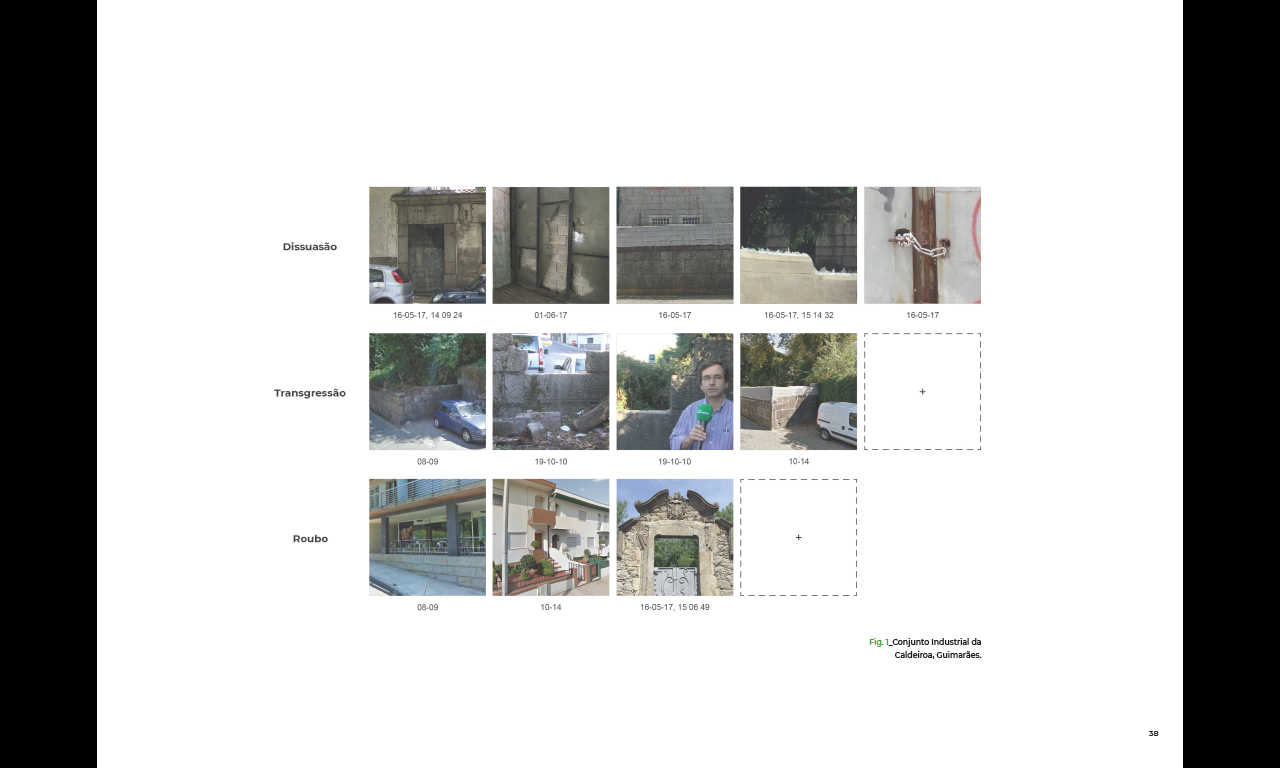 Dissuasão
16-05-17, 14 09 24
01-06-17
16-05-17
16-05-17, 15 14 32
16-05-17
Transgressão
+
08-09
19-10-10
19-10-10
10-14
Roubo
+
08-09
10-14
16-05-17, 15 06 49
Fig. 1_Conjunto Industrial da
Caldeiroa, Guimarães.
38